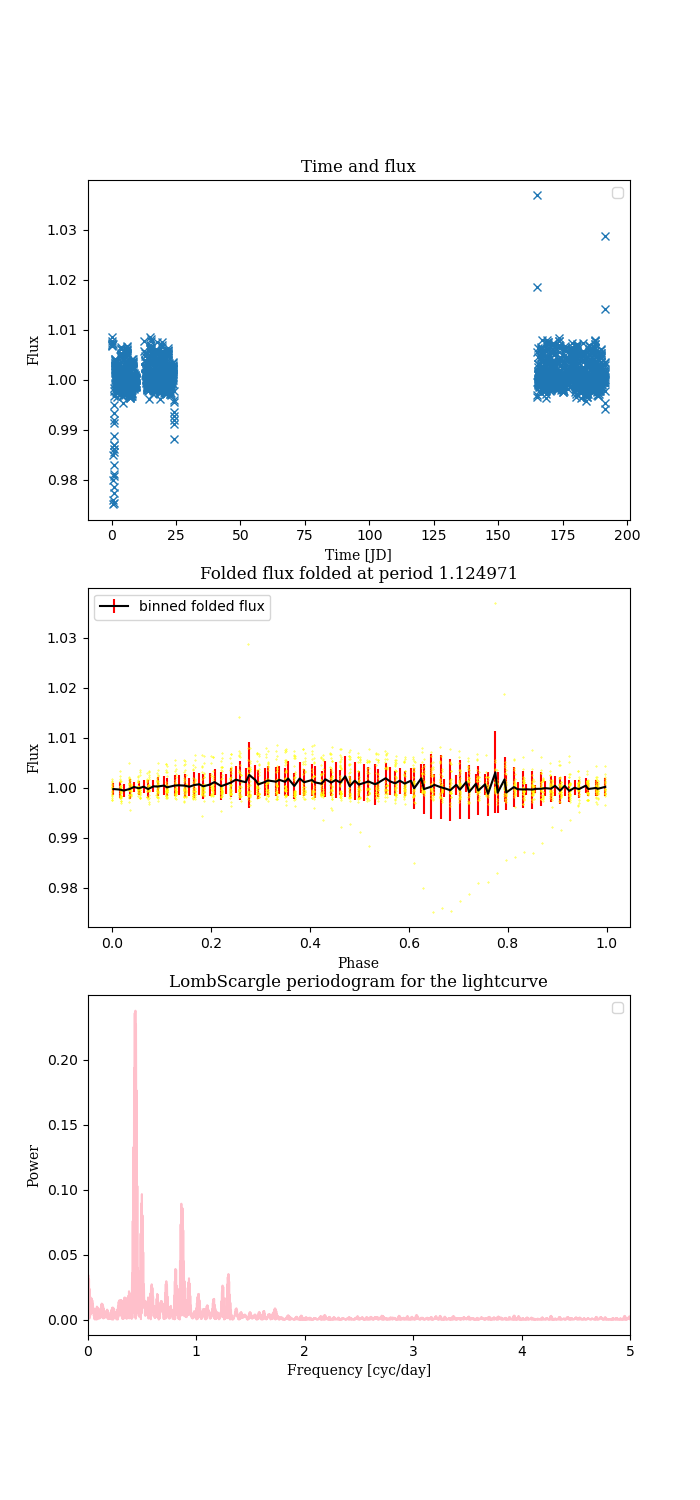 Time and flux
Flux
1.03
1.02
1.01
1.00
0.99
0.98
0 25 50 75 100 125 150 175 200
Time [JD]
Folded flux folded at period 1.124971
binned folded flux
Flux
1.03
1.02
1.01
1.00
0.99
0.98
0.0 0.2 0.4 0.6 0.8 1.0
Phase
LombScargle periodogram for the lightcurve
Power
0.20
0.15
0.10
0.05
0.00
0 1 2 3 4 5
Frequency [cyc/day]